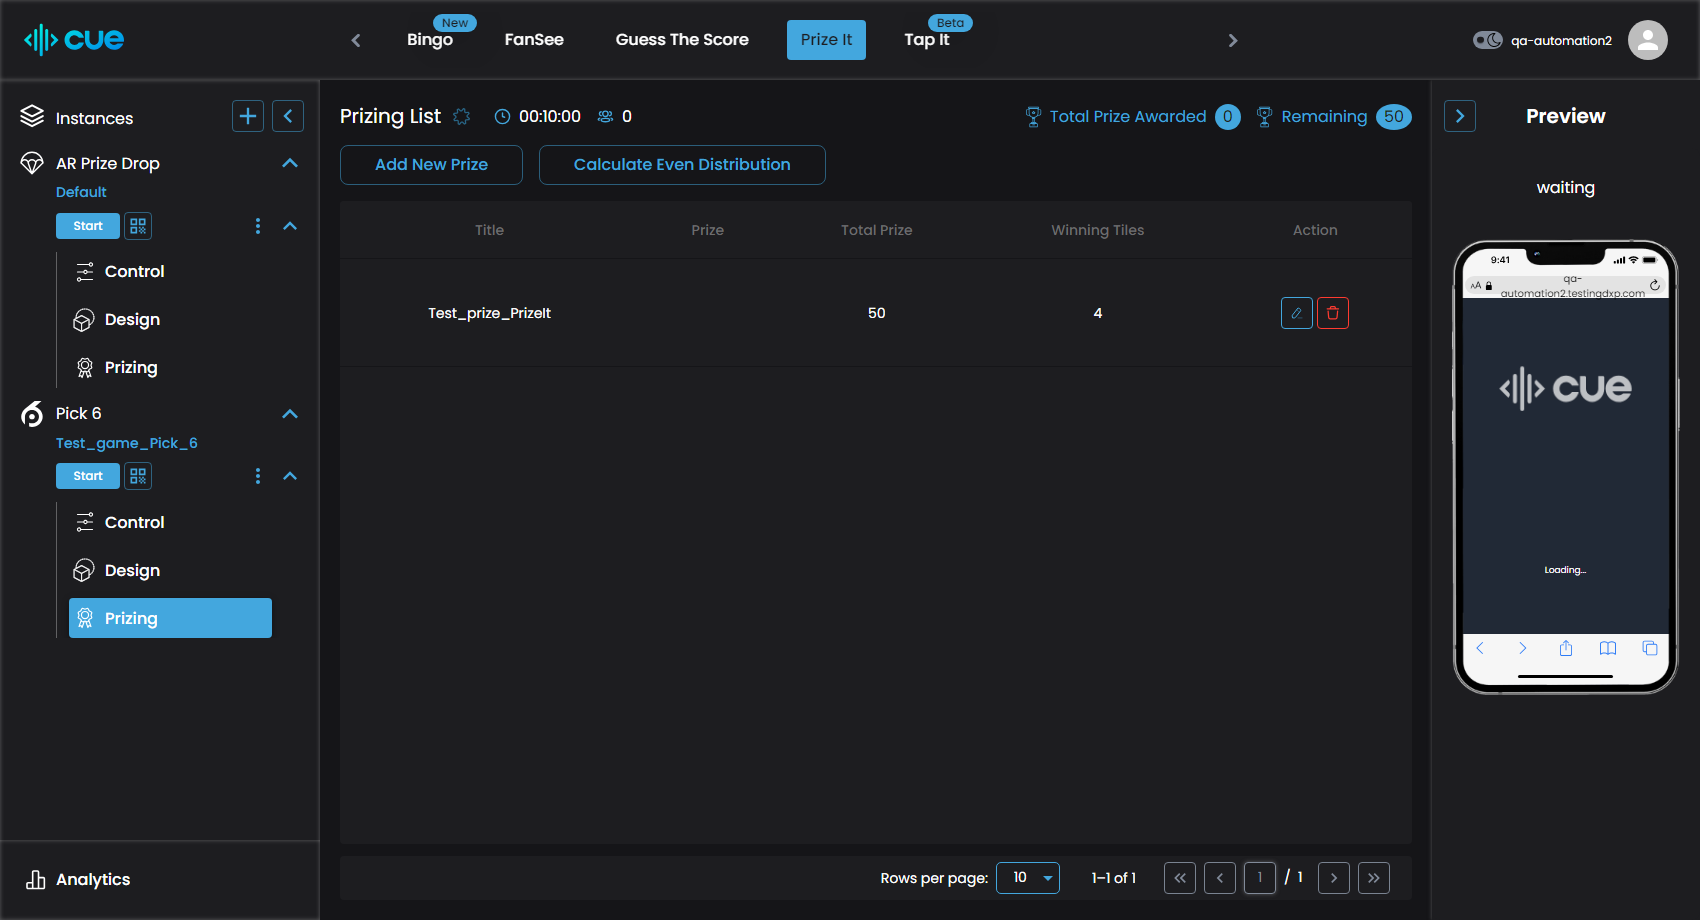 cue
New
Bingo
FanSee
Guess The Score
Prize It
Beta
Tap It
qa-automation2
Instances
AR Prize Drop
Default
Start
Control
Design
Prizing
Pick 6
Test_game_Pick_6
Start
Control
Design
Prizing
Analytics
Prizing List
00:10:00
0
Total Prize Awarded 0
Remaining 50
Add New Prize
Calculate Even Distribution
Title Prize Total Prize Winning Tiles Action
Test_prize_PrizeIt 50 4
Rows per page: 10 1–1 of 1 1 / 1
Preview
waiting
9:41
AA
qa-
automation2.testingdxp.com
cue
Loading...